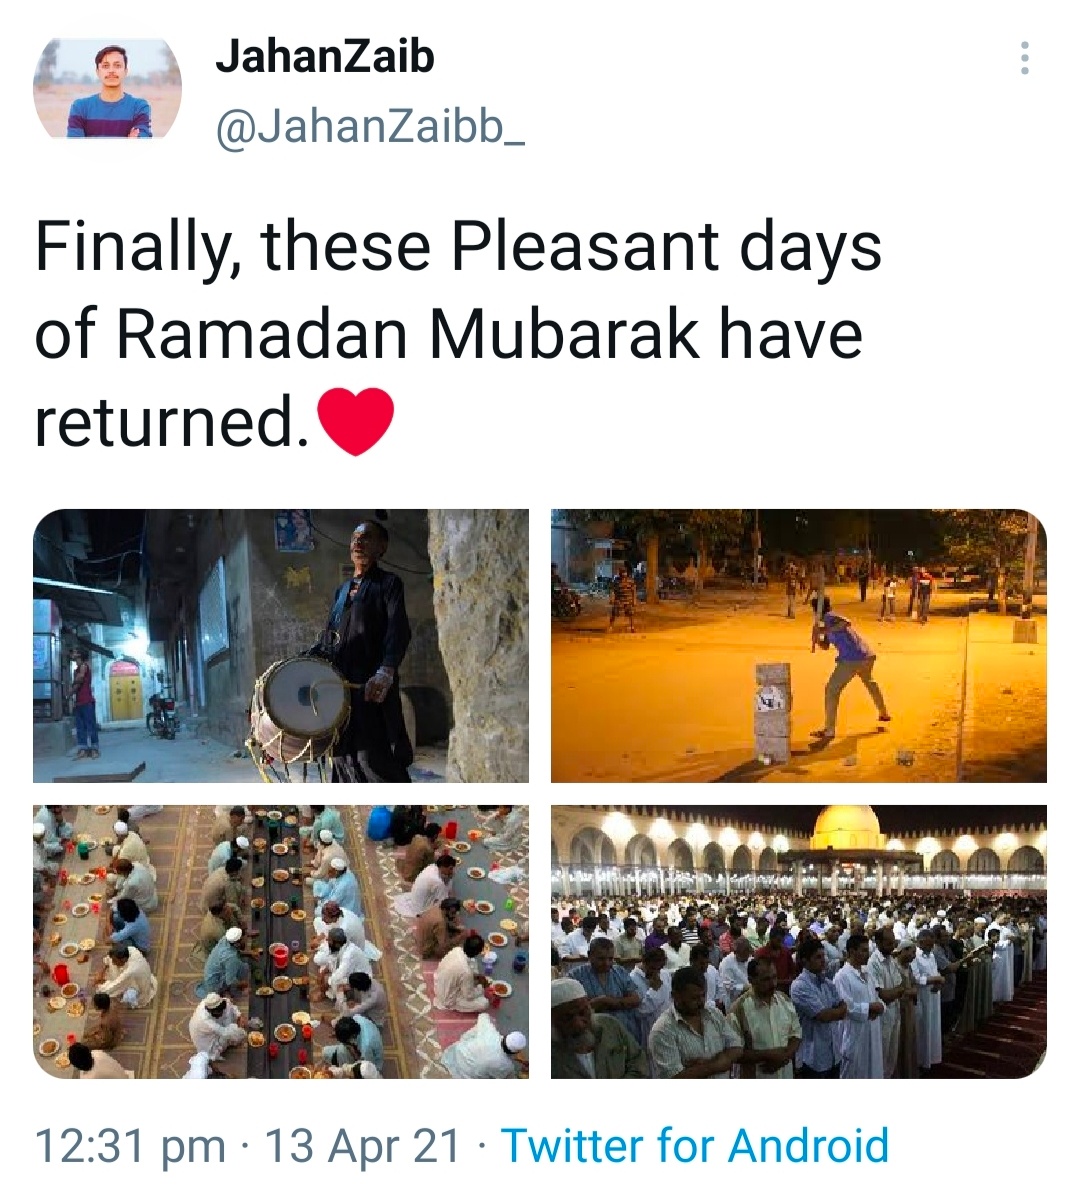 JahanZaib
@JahanZaibb_
Finally, these Pleasant days
of Ramadan Mubarak have
returned.❤️
12:31 pm · 13 Apr 21 · Twitter for Android